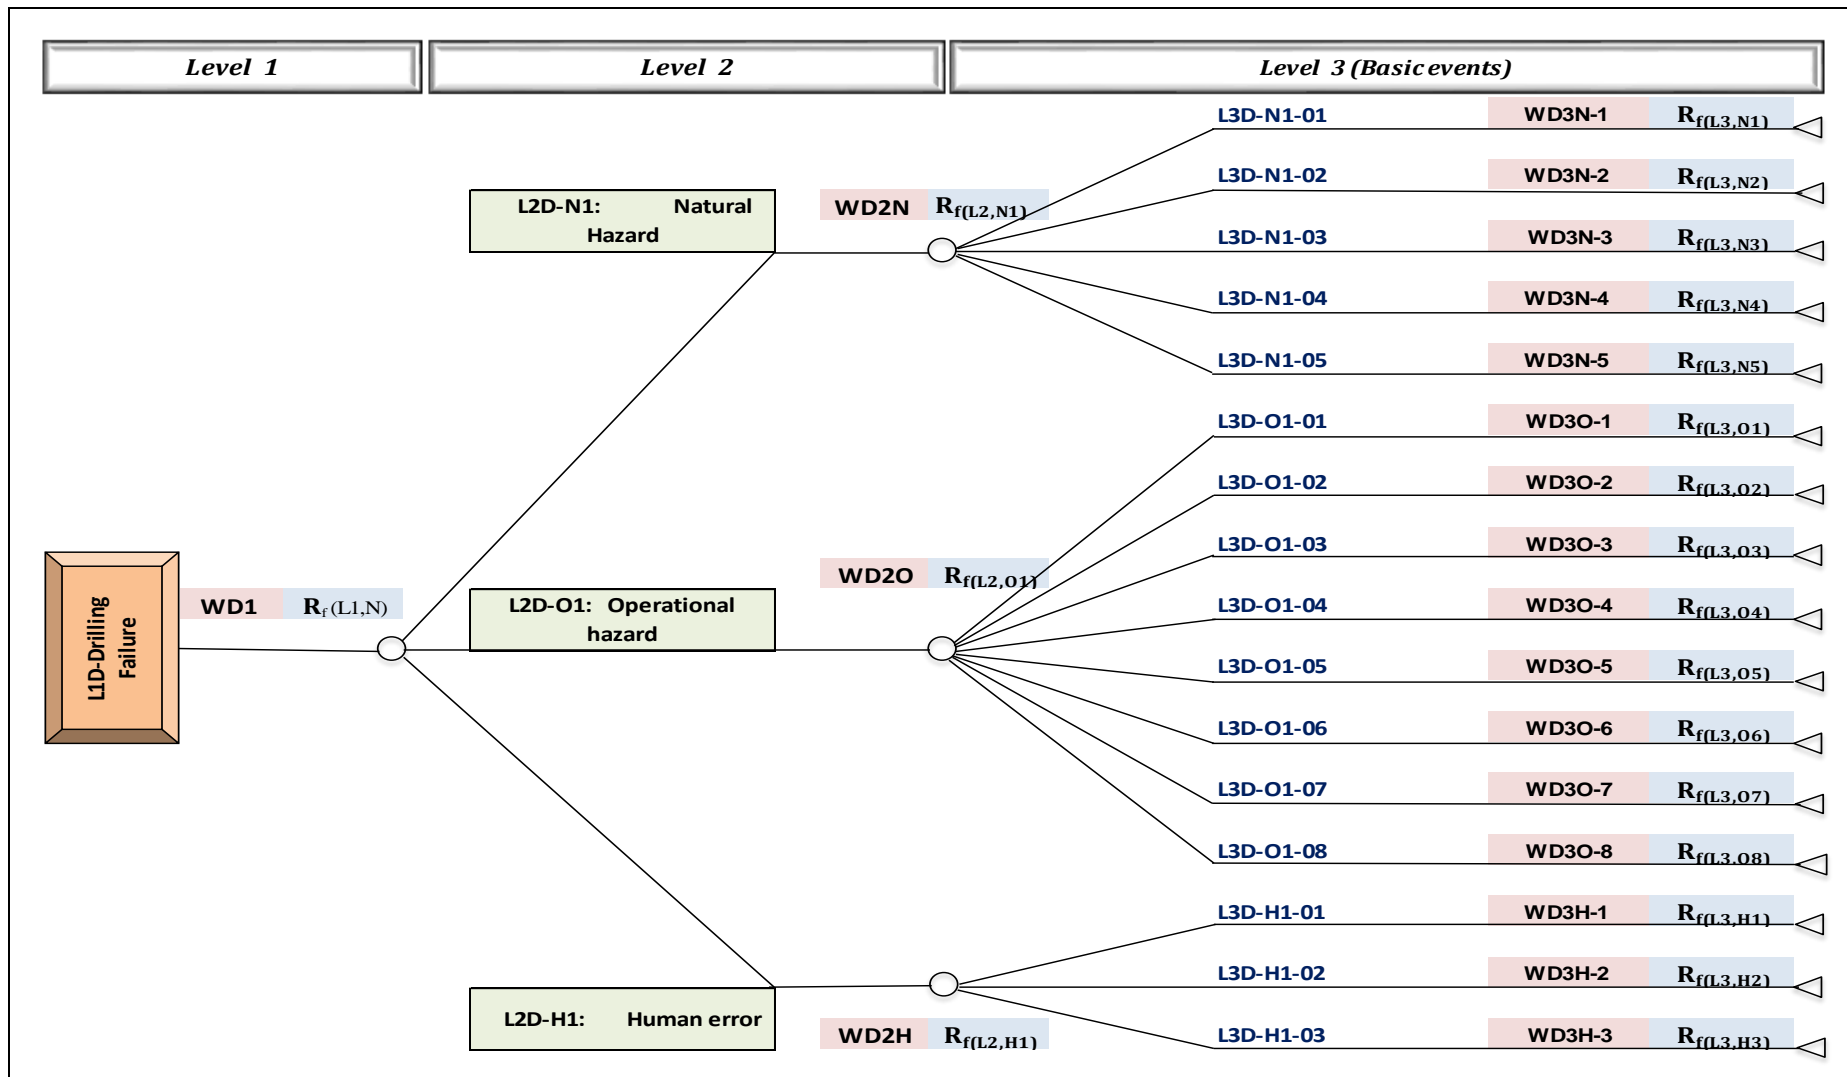 Level 1 Level 2 Level 3 (Basic events)
L3D-N1-01 WD3N-1 Rf(L3,N1)
L3D-N1-02 WD3N-2 Rf(L3,N2)
L2D-N1: Natural
Hazard
WD2N Rf(L2,N1)
L3D-N1-03 WD3N-3 Rf(L3,N3)
L3D-N1-04 WD3N-4 Rf(L3,N4)
L3D-N1-05 WD3N-5 Rf(L3,N5)
L3D-O1-01 WD3O-1 Rf(L3,O1)
L3D-O1-02 WD3O-2 Rf(L3,O2)
L3D-O1-03 WD3O-3 Rf(L3,O3)
L1D-Drilling
Failure
WD1 Rf (L1,N)
L2D-O1: Operational
hazard
WD2O Rf(L2,O1)
L3D-O1-04 WD3O-4 Rf(L3,O4)
L3D-O1-05 WD3O-5 Rf(L3,O5)
L3D-O1-06 WD3O-6 Rf(L3,O6)
L3D-O1-07 WD3O-7 Rf(L3,O7)
L3D-O1-08 WD3O-8 Rf(L3,O8)
L3D-H1-01 WD3H-1 Rf(L3,H1)
L3D-H1-02 WD3H-2 Rf(L3,H2)
L2D-H1: Human error
WD2H Rf(L2,H1)
L3D-H1-03 WD3H-3 Rf(L3,H3)